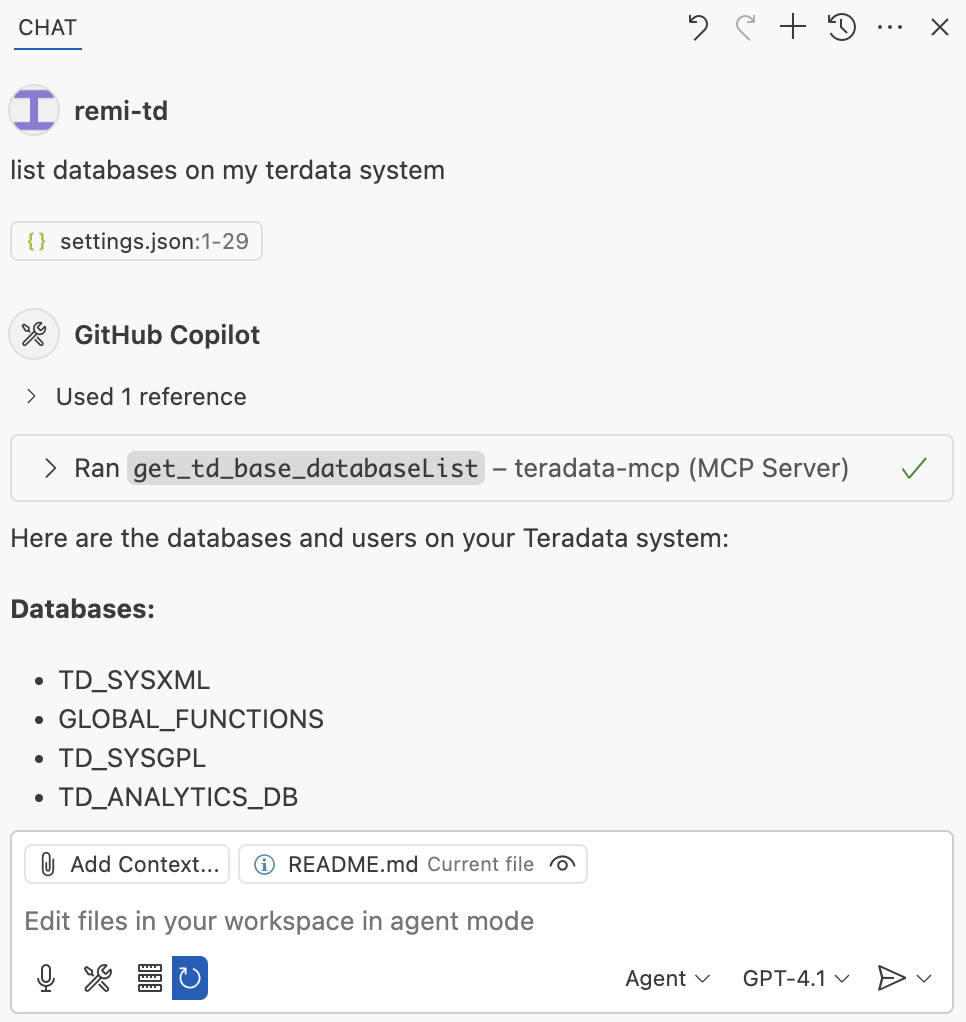 CHAT
remi-td
list databases on my terdata system
{} settings.json:1-29
GitHub Copilot
Used 1 reference
Ran get_td_base_databaseList – teradata-mcp (MCP Server)
Here are the databases and users on your Teradata system:
Databases:
• TD_SYSXML
• GLOBAL_FUNCTIONS
• TD_SYSGPL
• TD_ANALYTICS_DB
Add Context... README.md Current file
Edit files in your workspace in agent mode
Agent GPT-4.1